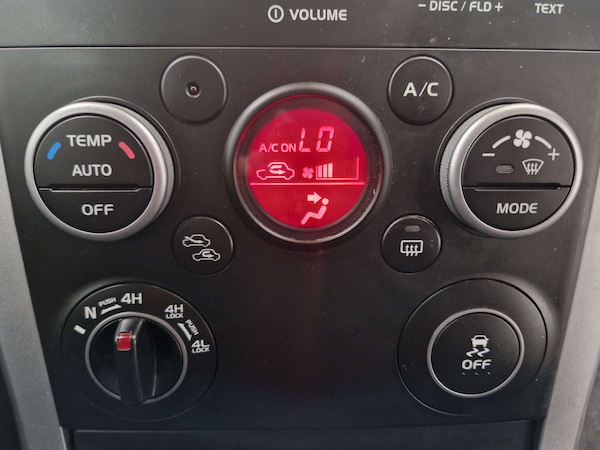 VOLUME
- DISC / FLD +
TEXT
A/C
TEMP
AUTO
OFF
A/C ON LO
- +
MODE
N PUSH 4H
4H LOCK
PUSH
4L LOCK
OFF